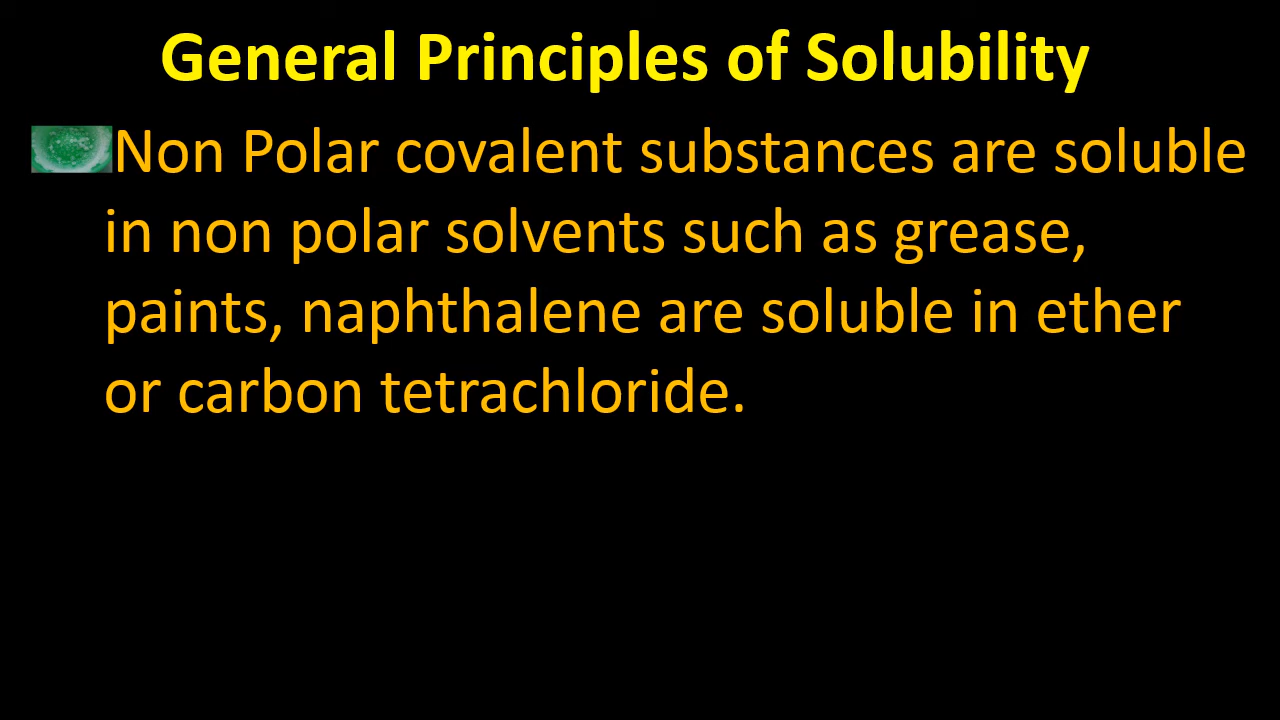 General Principles of Solubility
Non Polar covalent substances are soluble
in non polar solvents such as grease,
paints, naphthalene are soluble in ether
or carbon tetrachloride.